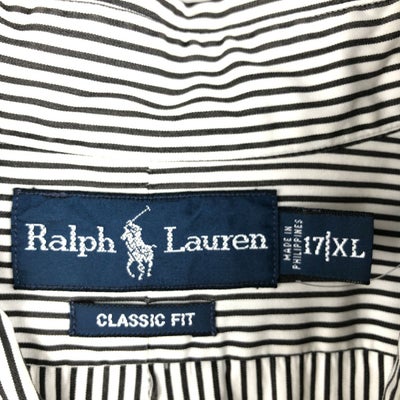 Ralph Lauren
MADE IN
PHILIPPINES
17|XL
CLASSIC FIT